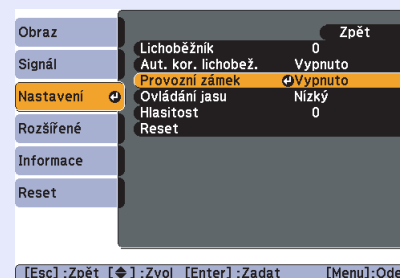 Zpět
Obraz
Signál
Nastavení
Rozšířené
Informace
Reset
Lichoběžník 0
Aut. kor. lichobež. Vypnuto
Provozní zámek Vypnuto
Ovládání jasu Nízký
Hlasitost 0
Reset
[Esc] :Zpět [◆] :Zvol [Enter] :Zadat [Menu] :Ode